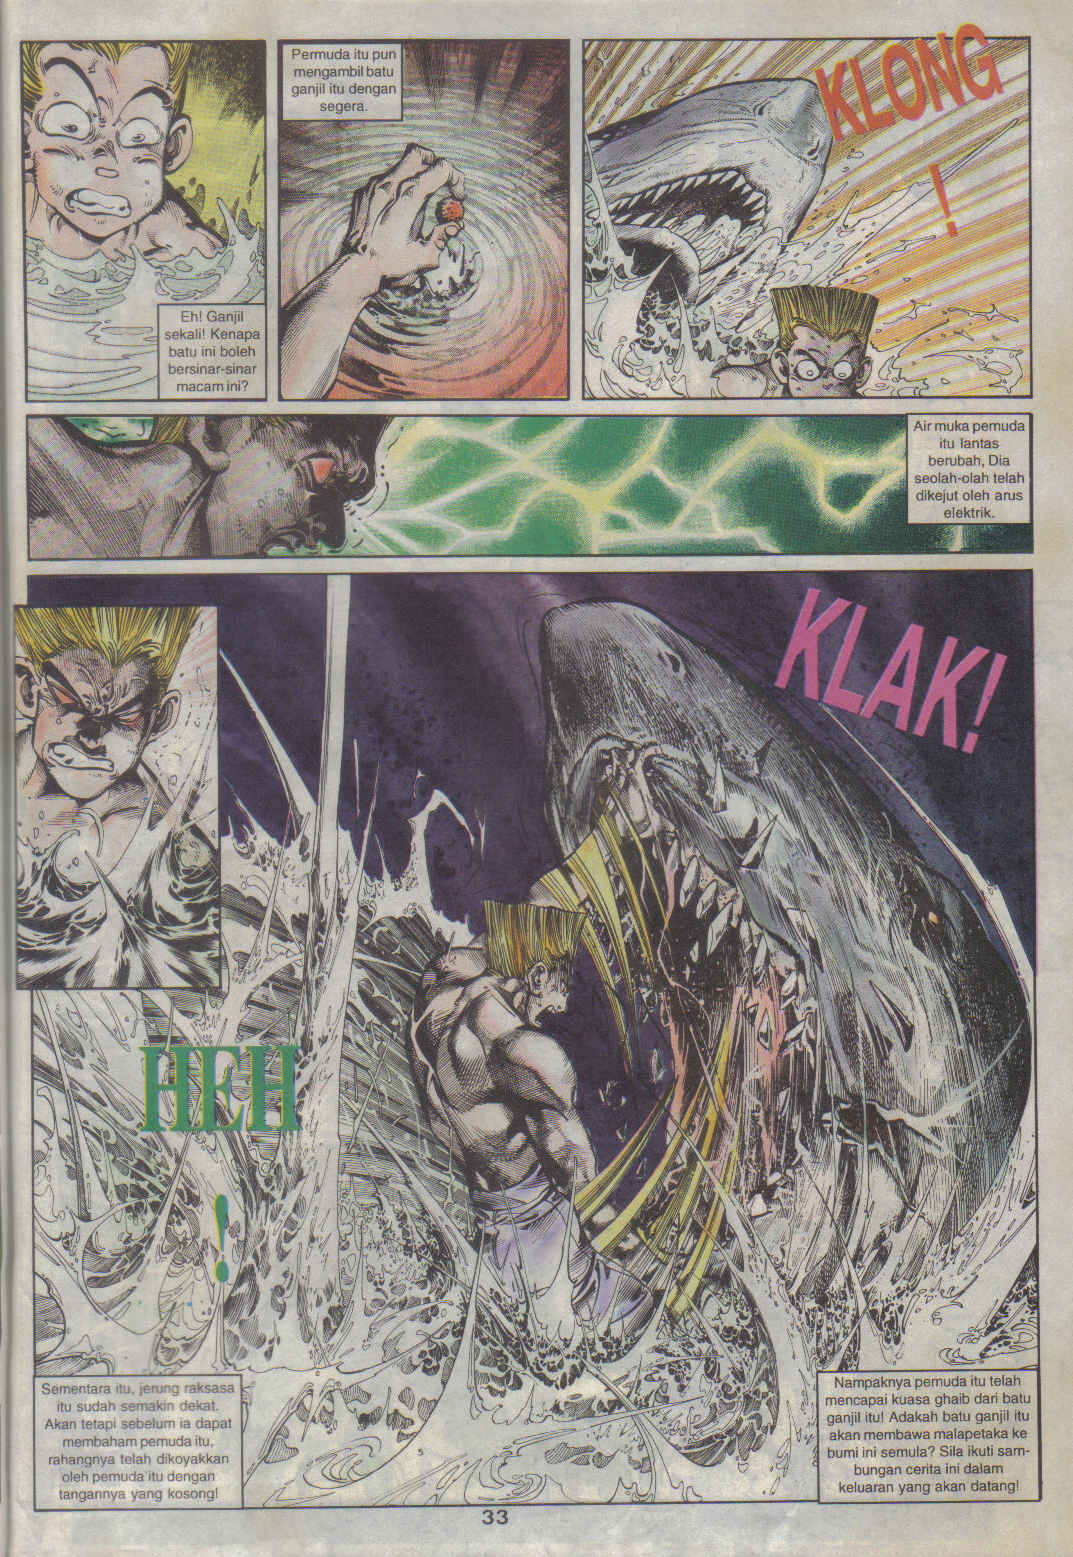 Eh! Ganjil
sekali! Kenapa
batu ini boleh
bersinar-sinar
macam ini?
Pemuda itu pun
mengambil batu
ganjil itu dengan
segera.
KLONG
!
Air muka pemuda
itu lantas
berubah, Dia
seolah-olah telah
dikejut oleh arus
elektrik.
KLAK!
HEH
!
Sementara itu, jerung raksasa
itu sudah semakin dekat.
Akan tetapi sebelum ia dapat
membaham pemuda itu,
rahangnya telah dikoyakkan
oleh pemuda itu dengan
tangannya yang kosong!
Nampaknya pemuda itu telah
mencapai kuasa ghaib dari batu
ganjil itu! Adakah batu ganjil itu
akan membawa malapetaka ke
bumi ini semula? Sila ikuti sam-
bungan cerita ini dalam
keluaran yang akan datang!
33